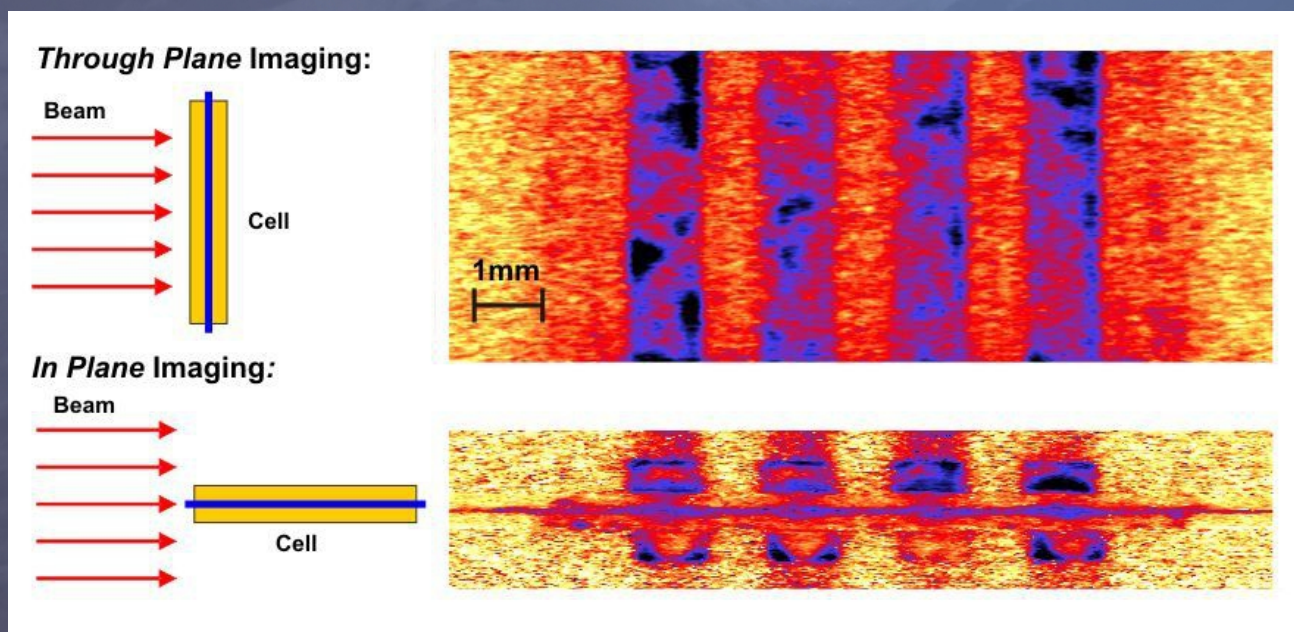 Through Plane Imaging:
Beam
Cell
1mm
In Plane Imaging:
Beam
Cell